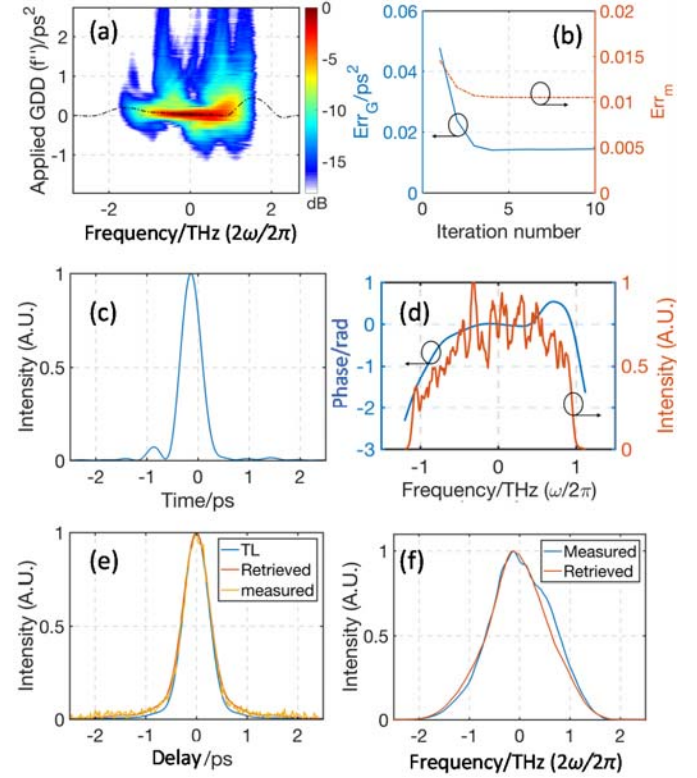 (a)
Applied GDD (f'')/ps²
2
1
0
-1
-2
0
2
Frequency/THz (2ω/2π)
0
-5
-10
-15
dB
(b)
Err_G/ps²
0.06
0.04
0.02
0
0
5
10
Iteration number
0.02
0.015
0.01
0.005
0
Err_m
(c)
Intensity (A.U.)
1
0.5
0
-2
-1
0
1
2
Time/ps
(d)
Phase/rad
1
0
-1
-2
-3
-1
0
1
Frequency/THz (ω/2π)
1
0.5
0
Intensity (A.U.)
(e)
Intensity (A.U.)
1
0.5
0
TL
Retrieved
measured
-2
-1
0
1
2
Delay/ps
(f)
Intensity (A.U.)
1
0.5
0
Measured
Retrieved
-2
-1
0
1
2
Frequency/THz (2ω/2π)